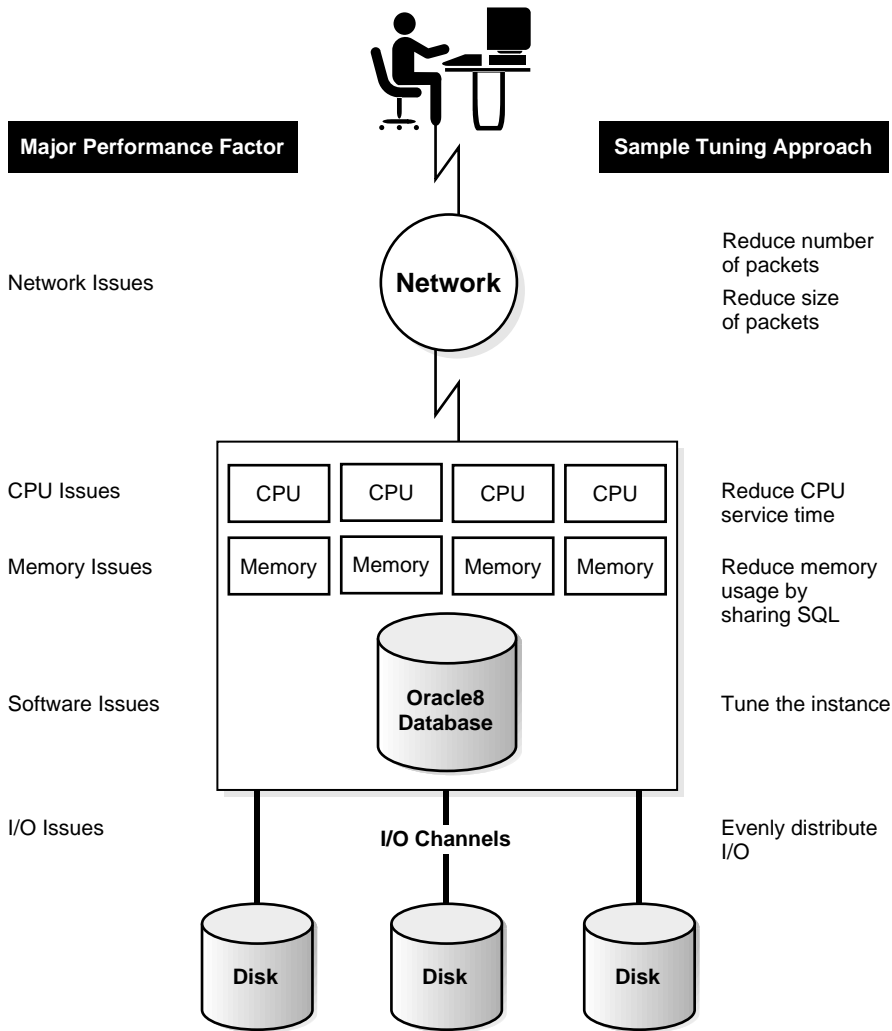 Major Performance Factor
Sample Tuning Approach
Network Issues
Network
Reduce number
of packets
Reduce size
of packets
CPU Issues
CPU
CPU
CPU
CPU
Reduce CPU
service time
Memory Issues
Memory
Memory
Memory
Memory
Reduce memory
usage by
sharing SQL
Software Issues
Oracle8
Database
Tune the instance
I/O Issues
I/O Channels
Evenly distribute
I/O
Disk
Disk
Disk